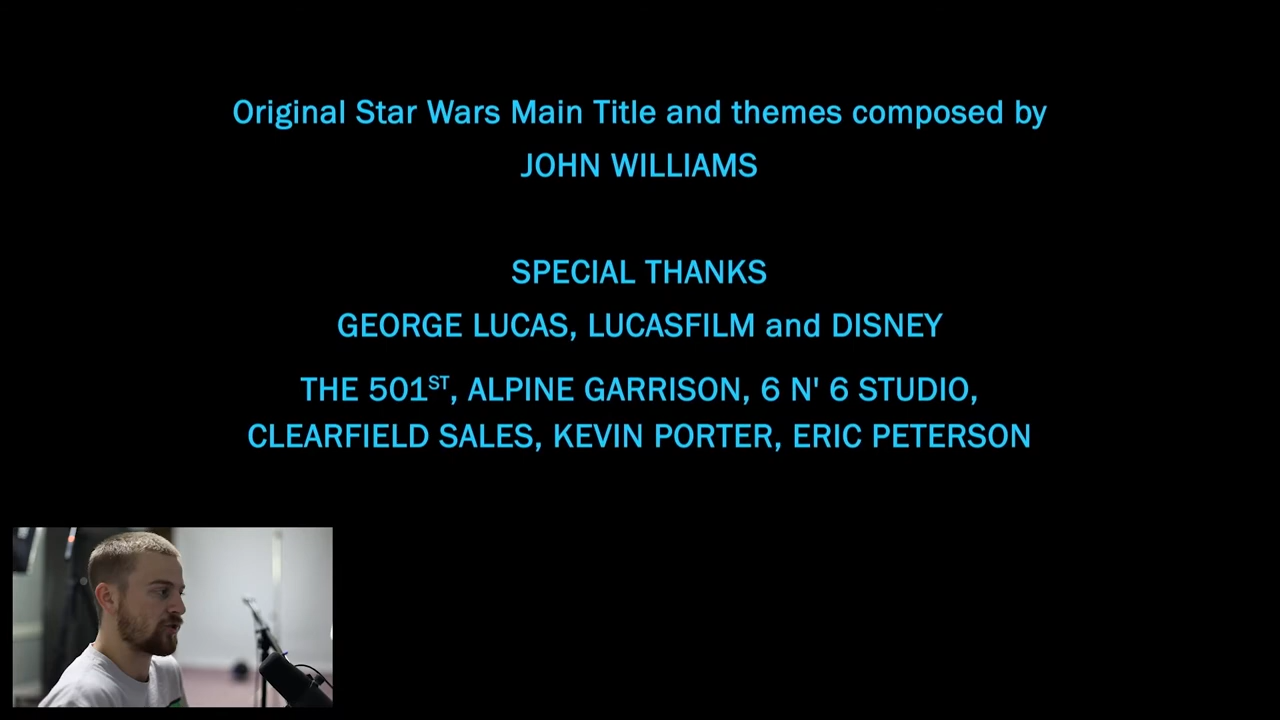 Original Star Wars Main Title and themes composed by
JOHN WILLIAMS
SPECIAL THANKS
GEORGE LUCAS, LUCASFILM and DISNEY
THE 501ST, ALPINE GARRISON, 6 N' 6 STUDIO,
CLEARFIELD SALES, KEVIN PORTER, ERIC PETERSON